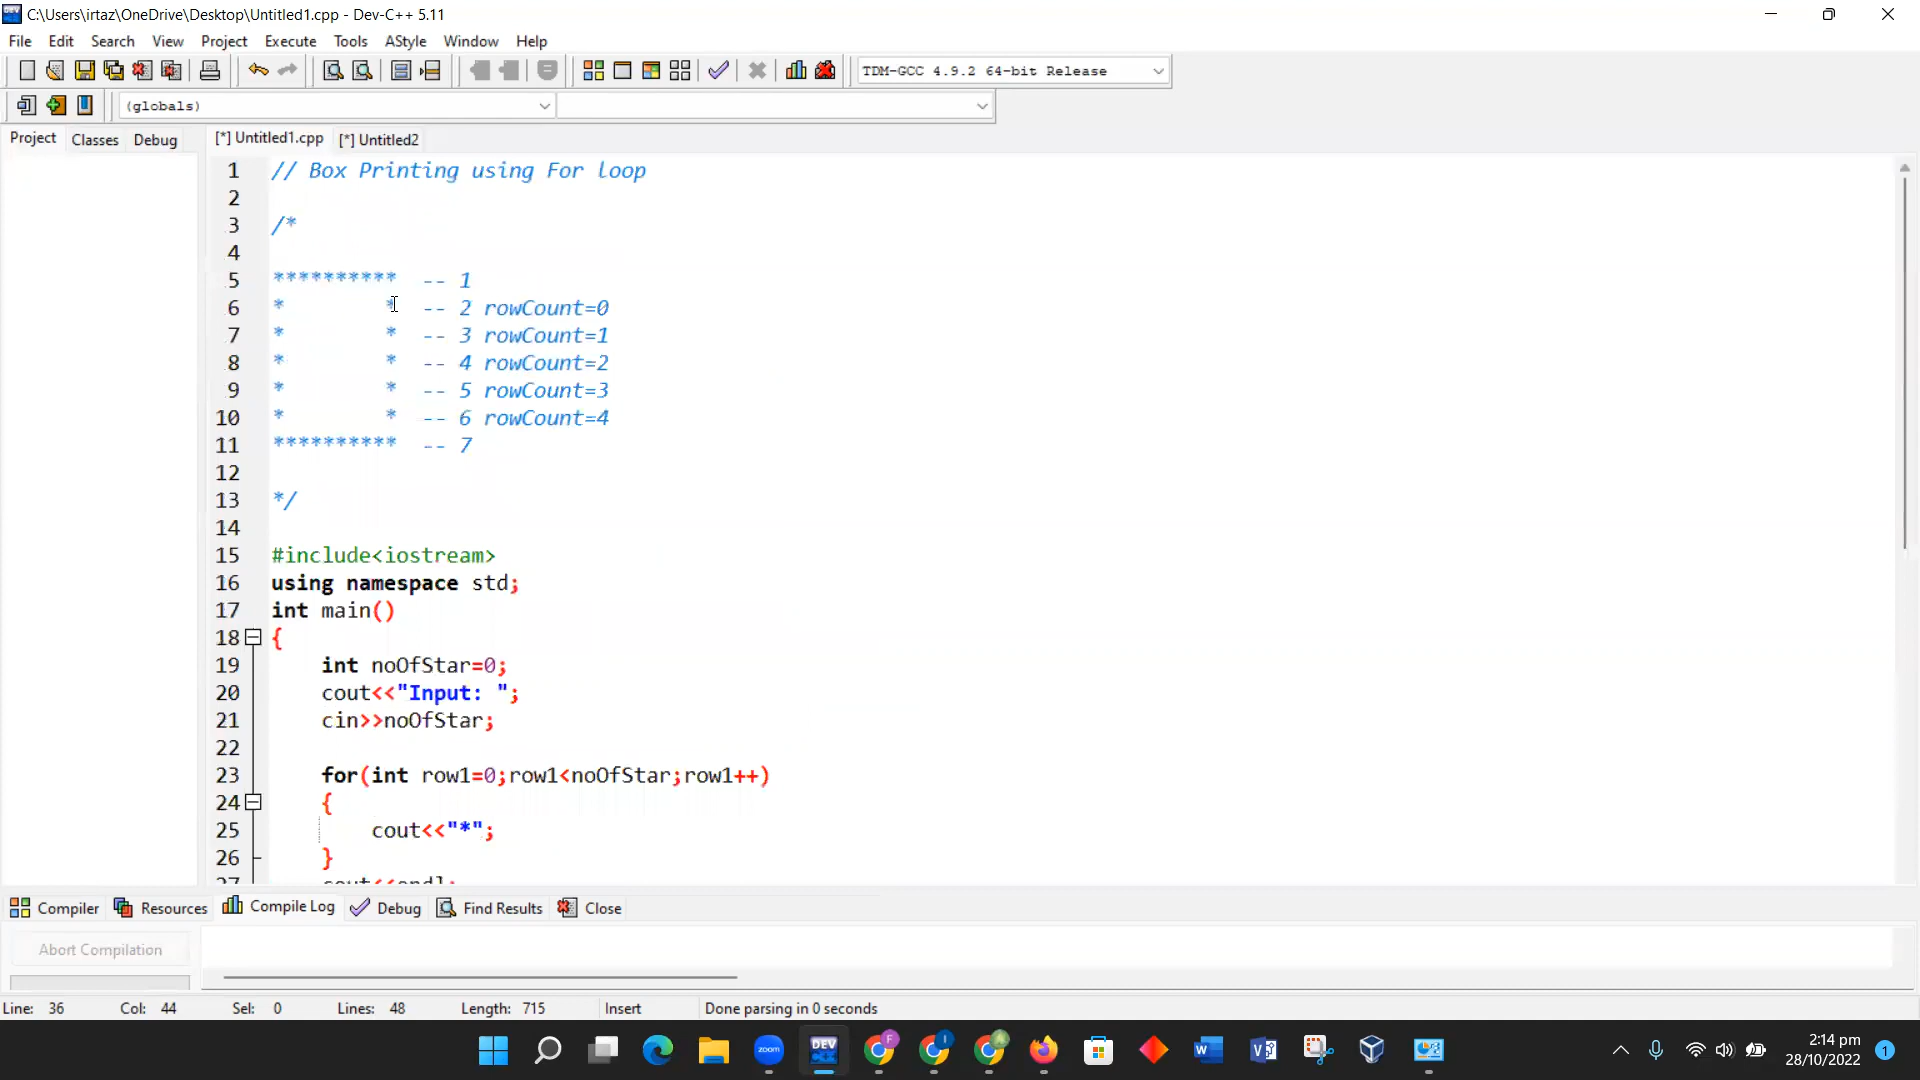 C:\Users\irtaz\OneDrive\Desktop\Untitled1.cpp - Dev-C++ 5.11
File Edit Search View Project Execute Tools AStyle Window Help
TDM-GCC 4.9.2 64-bit Release
(globals)
Project Classes Debug [*] Untitled1.cpp [*] Untitled2
1 // Box Printing using For loop
2
3 /*
4
5 ********** -- 1
6 *         * -- 2 rowCount=0
7 *         * -- 3 rowCount=1
8 *         * -- 4 rowCount=2
9 *         * -- 5 rowCount=3
10 *         * -- 6 rowCount=4
11 ********** -- 7
12
13 */
14
15 #include<iostream>
16 using namespace std;
17 int main()
18 {
19 int noOfStar=0;
20 cout<<"Input: ";
21 cin>>noOfStar;
22
23 for(int row1=0;row1<noOfStar;row1++)
24 {
25 cout<<"*";
26 }
27 cout<<endl;
Compiler Resources Compile Log Debug Find Results Close
Abort Compilation
Line: 36 Col: 44 Sel: 0 Lines: 48 Length: 715 Insert Done parsing in 0 seconds
DEV
zoom
F I A
2:14 pm
28/10/2022
1